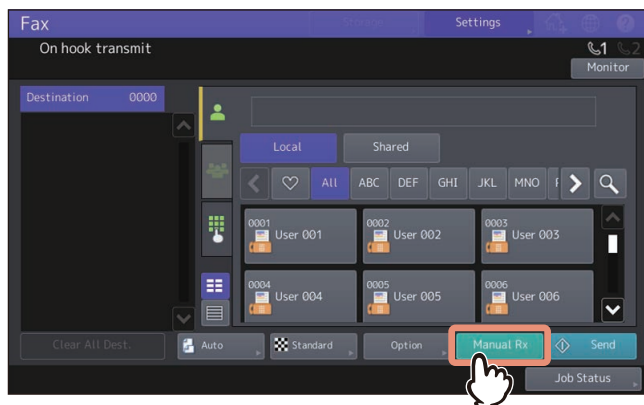 Fax
Storage
Settings
On hook transmit
1
2
Monitor
Destination 0000
Local
Shared
All
ABC
DEF
GHI
JKL
MNO
0001
User 001
0002
User 002
0003
User 003
0004
User 004
0005
User 005
0006
User 006
Clear All Dest.
Auto
Standard
Option
Manual Rx
Send
Job Status